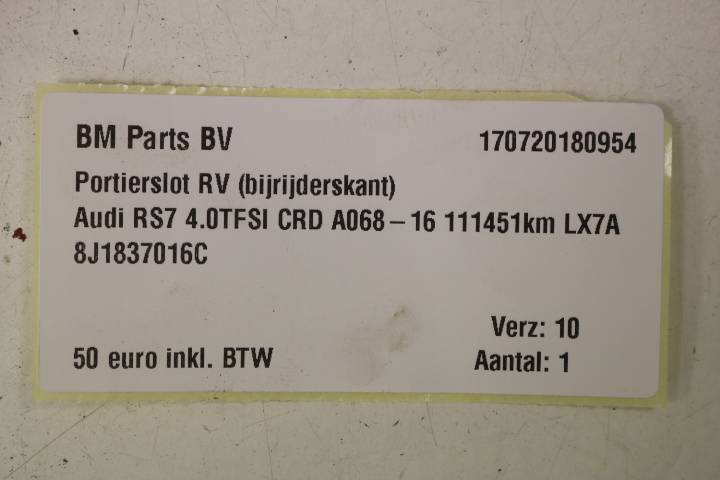 BM Parts BV 170720180954
Portierslot RV (bijrijderskant)
Audi RS7 4.0TFSI CRD A068-16 111451km LX7A
8J1837016C
Verz: 10
50 euro inkl. BTW Aantal: 1